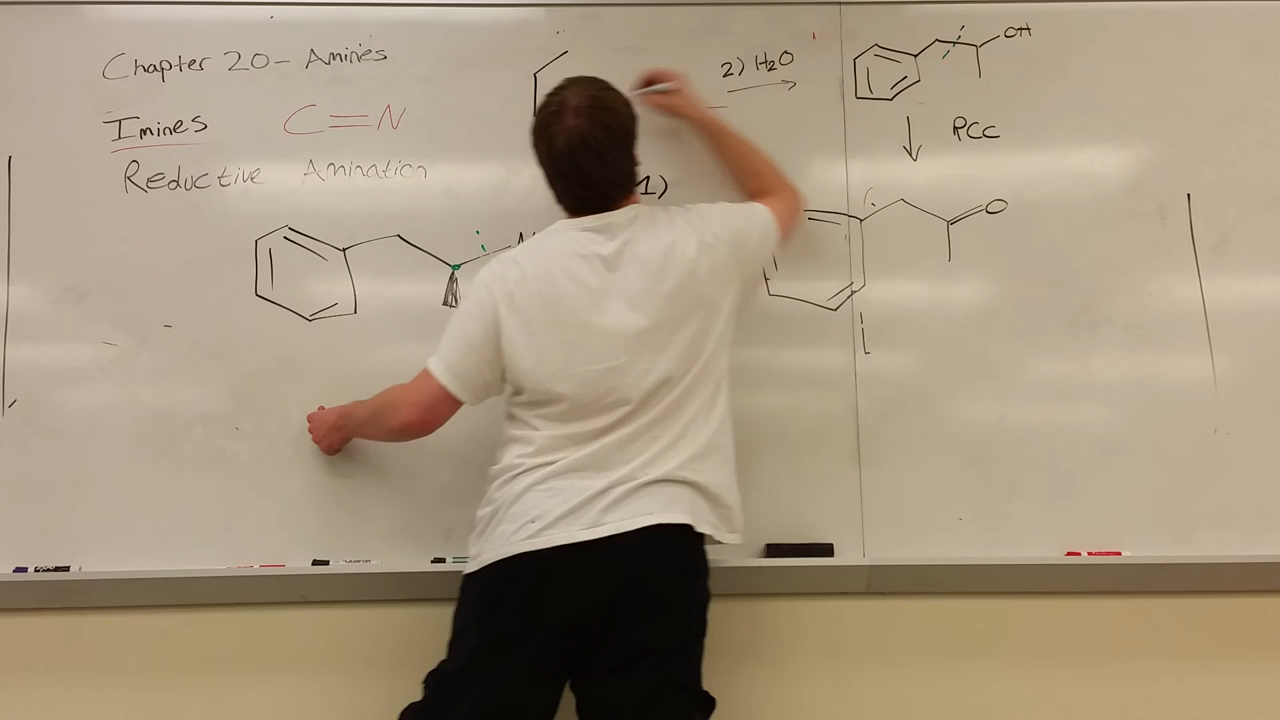 Chapter 20 - Amines
Imines C=N
Reductive Amination
2) H2O
OH
PCC
1)
O
N